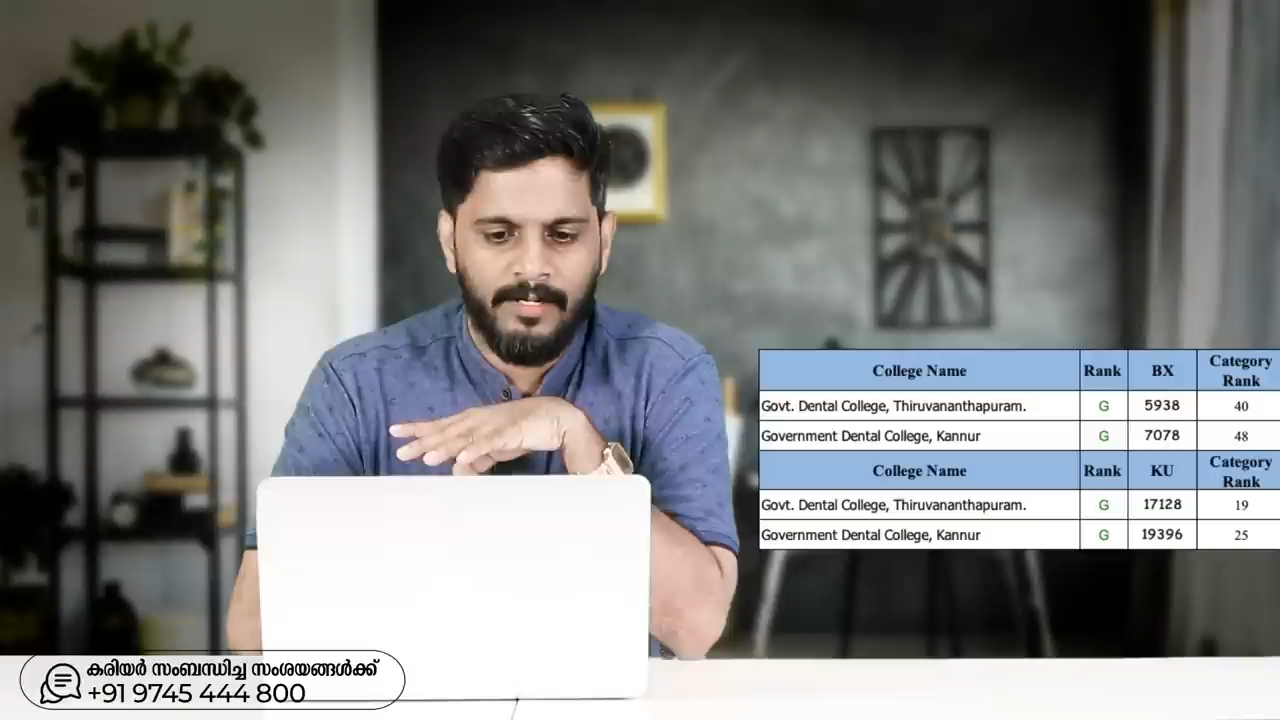 College Name Rank BX Category Rank
Govt. Dental College, Thiruvananthapuram. G 5938 40
Government Dental College, Kannur G 7078 48
College Name Rank KU Category Rank
Govt. Dental College, Thiruvananthapuram. G 17128 19
Government Dental College, Kannur G 19396 25
കരിയർ സംബന്ധിച്ച സംശയങ്ങൾക്ക്
+91 9745 444 800